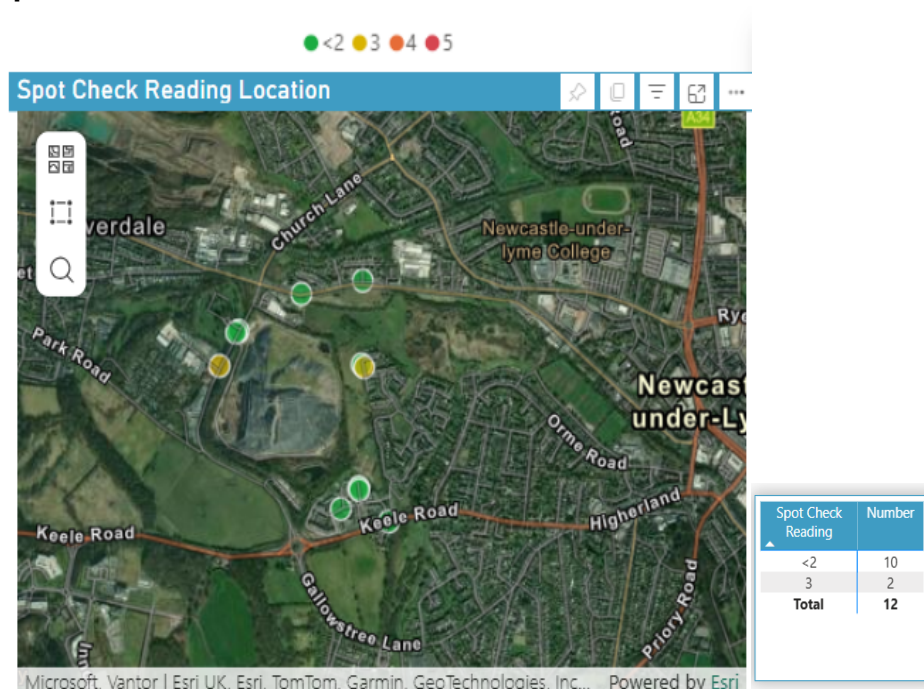 <2 3 4 5
Spot Check Reading Location
A34
Road
Church Lane
verdale
Newcastle-under-
lyme College
et
Park Road
Rye
Newcast
under-Ly
Orme Road
Higherland
Keele Road
Keele Road
Gallowstree Lane
Priory Road
Microsoft, Vantor | Esri UK, Esri, TomTom, Garmin, GeoTechnologies, Inc... Powered by Esri
Spot Check Reading Number
<2 10
3 2
Total 12